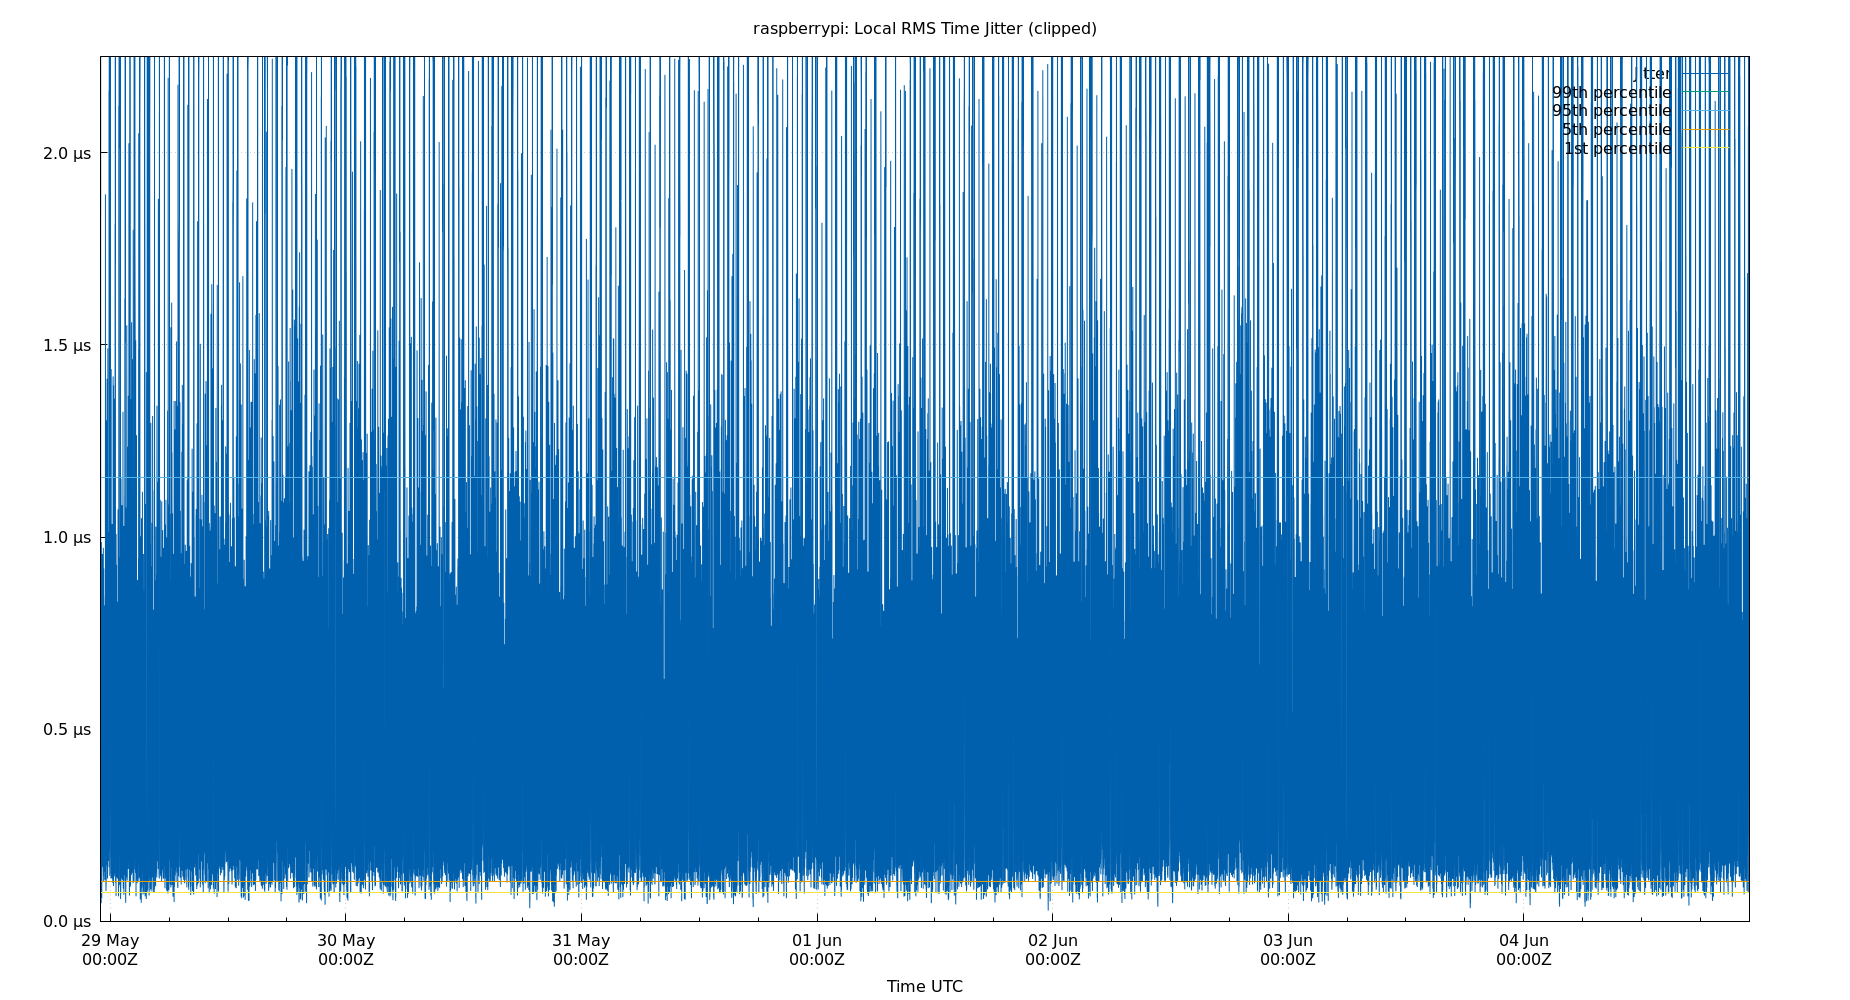 raspberrypi: Local RMS Time Jitter (clipped)
jitter
99th percentile
95th percentile
5th percentile
1st percentile
2.0 µs
1.5 µs
1.0 µs
0.5 µs
0.0 µs
29 May 30 May 31 May 01 Jun 02 Jun 03 Jun 04 Jun
00:00Z 00:00Z 00:00Z 00:00Z 00:00Z 00:00Z 00:00Z
Time UTC